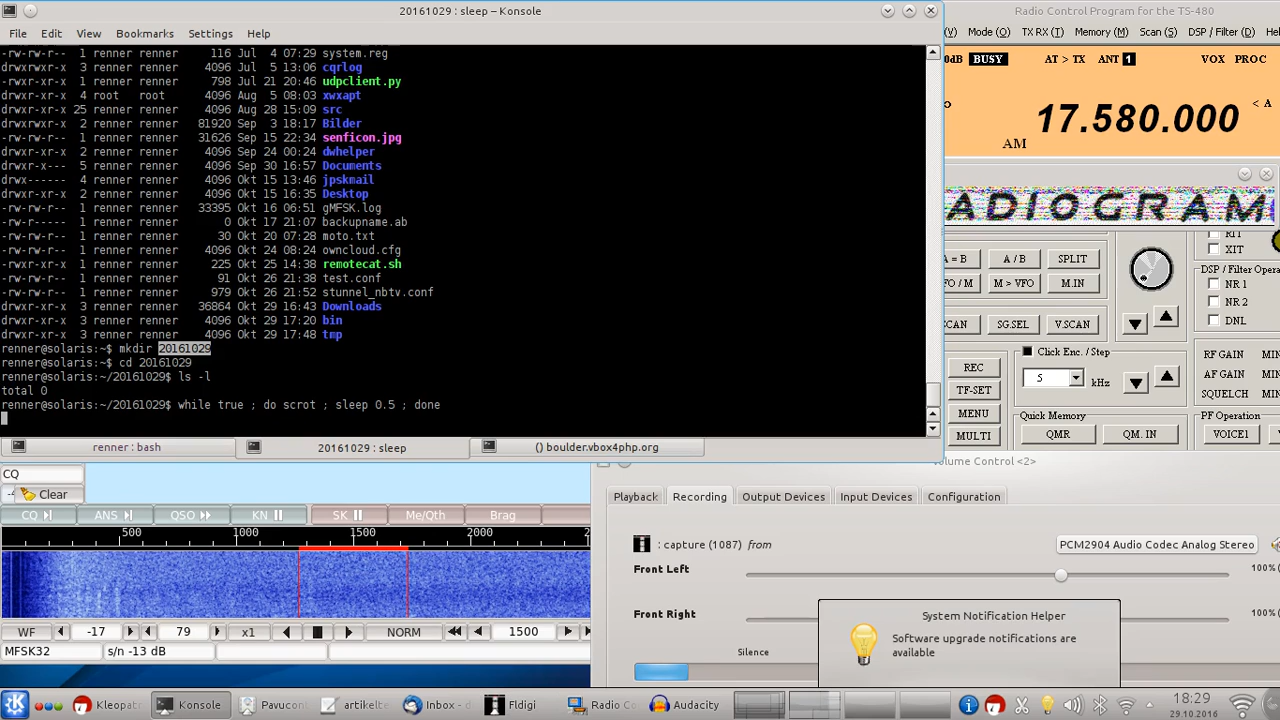 20161029 : sleep – Konsole
File Edit View Bookmarks Settings Help
-rw-rw-r-- 1 renner renner 116 Jul 4 07:29 system.reg
drwxrwxr-x 3 renner renner 4096 Jul 5 13:06 cqrlog
-rw-rw-r-- 1 renner renner 798 Jul 21 20:46 udpclient.py
drwxr-xr-x 4 root root 4096 Aug 5 08:03 xwxapt
drwxrwxr-x 25 renner renner 4096 Aug 28 15:09 src
drwxrwxr-x 2 renner renner 81920 Sep 3 18:17 Bilder
-rw-rw-r-- 1 renner renner 31626 Sep 15 22:34 senficon.jpg
drwxrwxr-x 2 renner renner 4096 Sep 24 00:24 dwhelper
drwxr-x--- 5 renner renner 4096 Sep 30 16:57 Documents
drwx------ 4 renner renner 4096 Okt 15 13:46 jpskmail
drwxr-xr-x 2 renner renner 4096 Okt 15 16:35 Desktop
-rw-rw-r-- 1 renner renner 33395 Okt 16 06:51 gMFSK.log
-rw-rw-r-- 1 renner renner 0 Okt 17 21:07 backupname.ab
-rw-rw-r-- 1 renner renner 30 Okt 20 07:28 moto.txt
-rw-rw-r-- 1 renner renner 4096 Okt 24 08:24 owncloud.cfg
-rwxrwxr-x 1 renner renner 225 Okt 25 14:38 remotecat.sh
-rw-rw-r-- 1 renner renner 91 Okt 26 21:38 test.conf
-rw-rw-r-- 1 renner renner 979 Okt 26 21:52 stunnel_nbtv.conf
drwxr-xr-x 3 renner renner 36864 Okt 29 16:43 Downloads
drwxrwxr-x 3 renner renner 4096 Okt 29 17:20 bin
drwxrwxr-x 3 renner renner 4096 Okt 29 17:48 tmp
renner@solaris:~$ mkdir 20161029
renner@solaris:~$ cd 20161029
renner@solaris:~/20161029$ ls -l
total 0
renner@solaris:~/20161029$ while true ; do scrot ; sleep 0.5 ; done
renner : bash 20161029 : sleep () boulder.vbox4php.org
Radio Control Program for the TS-480
(V) Mode (O) TX RX (T) Memory (M) Scan (S) DSP / Filter (D)
0dB BUSY AT > TX ANT 1 VOX PROC
17.580.000 < A
AM
ADIOGRAM
RIT
XIT
A = B A / B SPLIT
DSP / Filter Operation
M > VFO M.IN
NR 1
NR 2
SG.SEL V.SCAN
DNL
Click Enc. / Step
REC
RF GAIN
5 kHz
AF GAIN
TF-SET
SQUELCH
MENU
Quick Memory PF Operation
MULTI QMR QM. IN VOICE1
CQ
Clear
CQ ANS QSO KN SK Me/Qth Brag
500 1000 1500 2000
WF -17 79 x1 NORM 1500
MFSK32 s/n -13 dB
Volume Control <2>
Playback Recording Output Devices Input Devices Configuration
: capture (1087) from PCM2904 Audio Codec Analog Stereo
Front Left 100%
Front Right 100%
Silence
System Notification Helper
Software upgrade notifications are
available
Kleopat Konsole Pavuco artikelte Inbox - d Fldigi Radio Co Audacity 18:29
29.10.2016